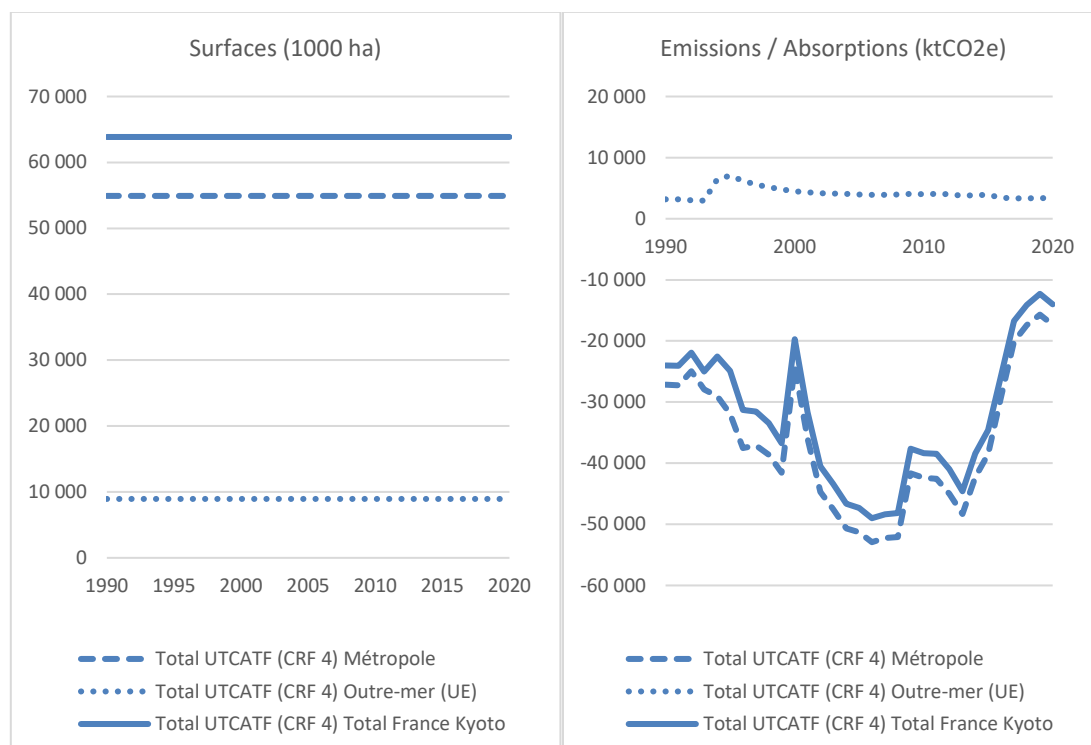 Surfaces (1000 ha)
70 000
60 000
50 000
40 000
30 000
20 000
10 000
0
1990 1995 2000 2005 2010 2015 2020
Total UTCATF (CRF 4) Métropole
Total UTCATF (CRF 4) Outre-mer (UE)
Total UTCATF (CRF 4) Total France Kyoto
Emissions / Absorptions (ktCO2e)
20 000
10 000
0
1990 2000 2010 2020
-10 000
-20 000
-30 000
-40 000
-50 000
-60 000
Total UTCATF (CRF 4) Métropole
Total UTCATF (CRF 4) Outre-mer (UE)
Total UTCATF (CRF 4) Total France Kyoto